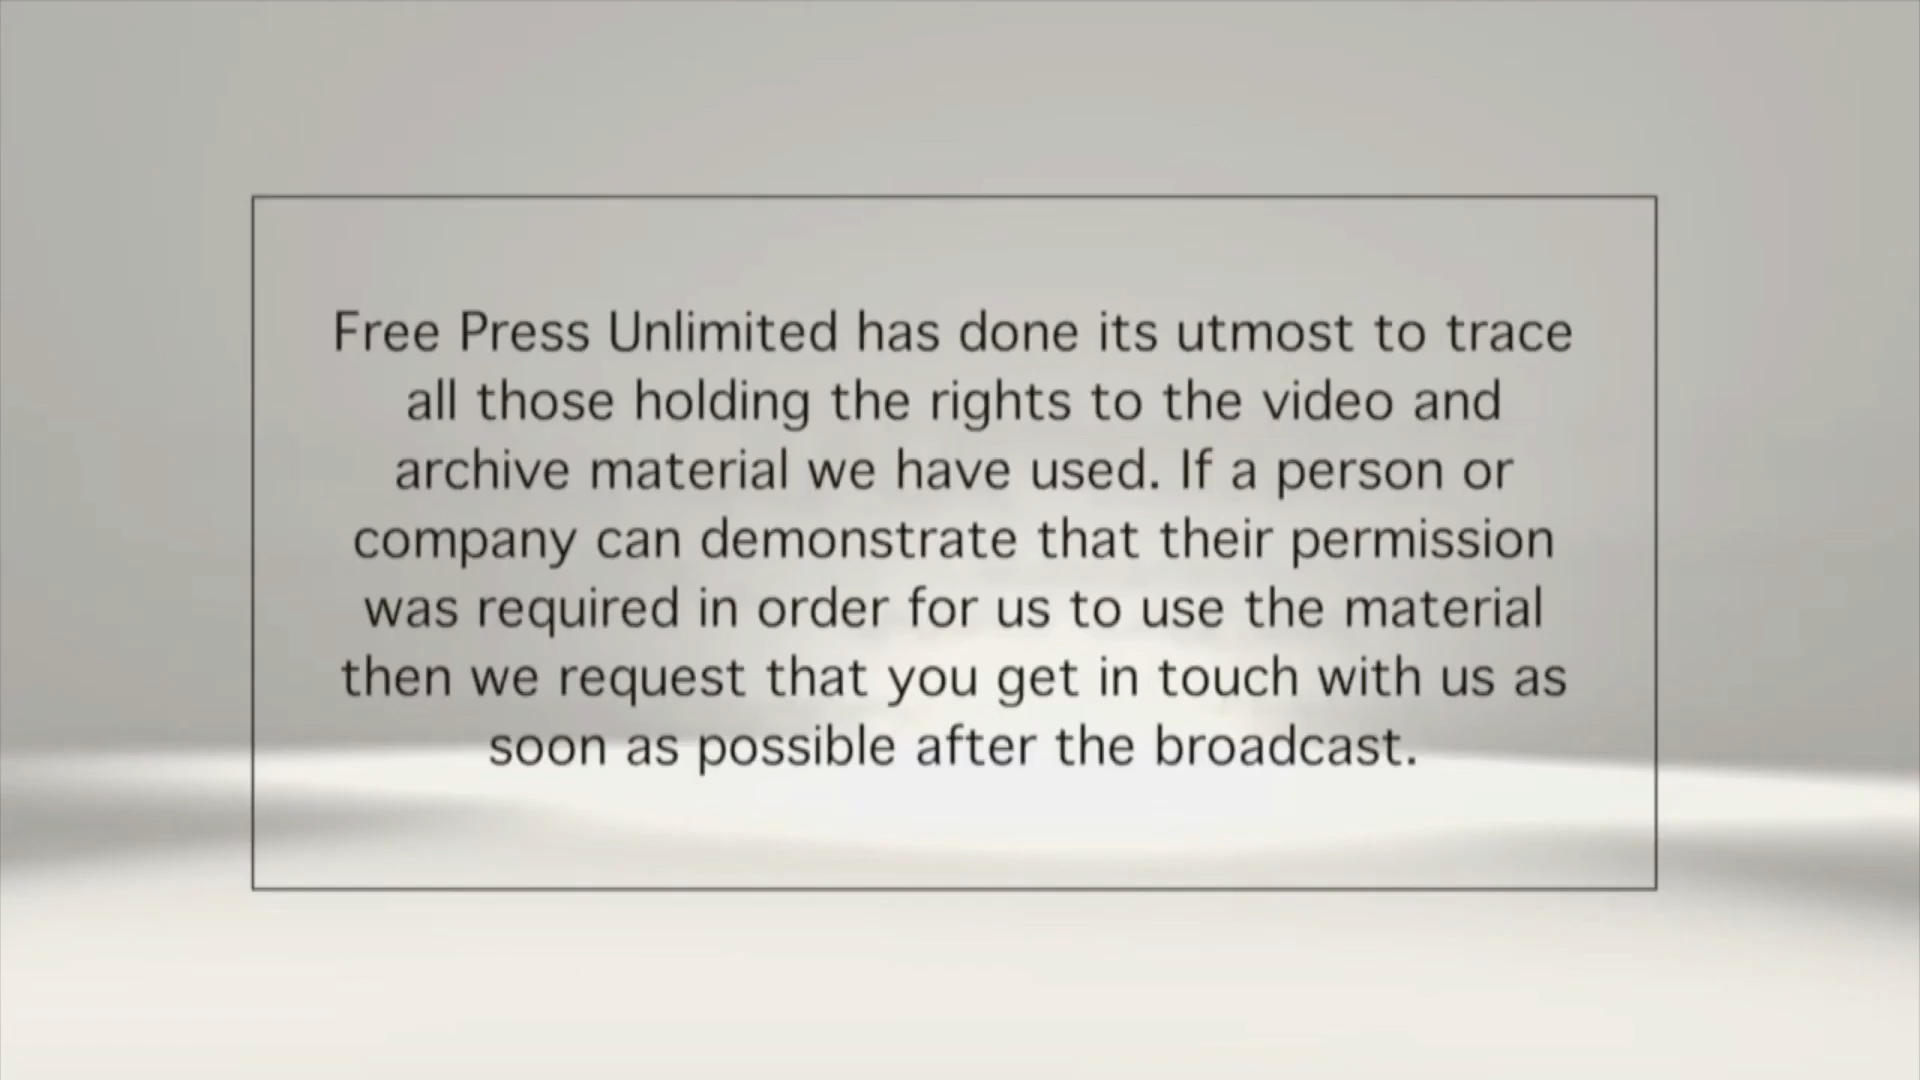 Free Press Unlimited has done its utmost to trace
all those holding the rights to the video and
archive material we have used. If a person or
company can demonstrate that their permission
was required in order for us to use the material
then we request that you get in touch with us as
soon as possible after the broadcast.